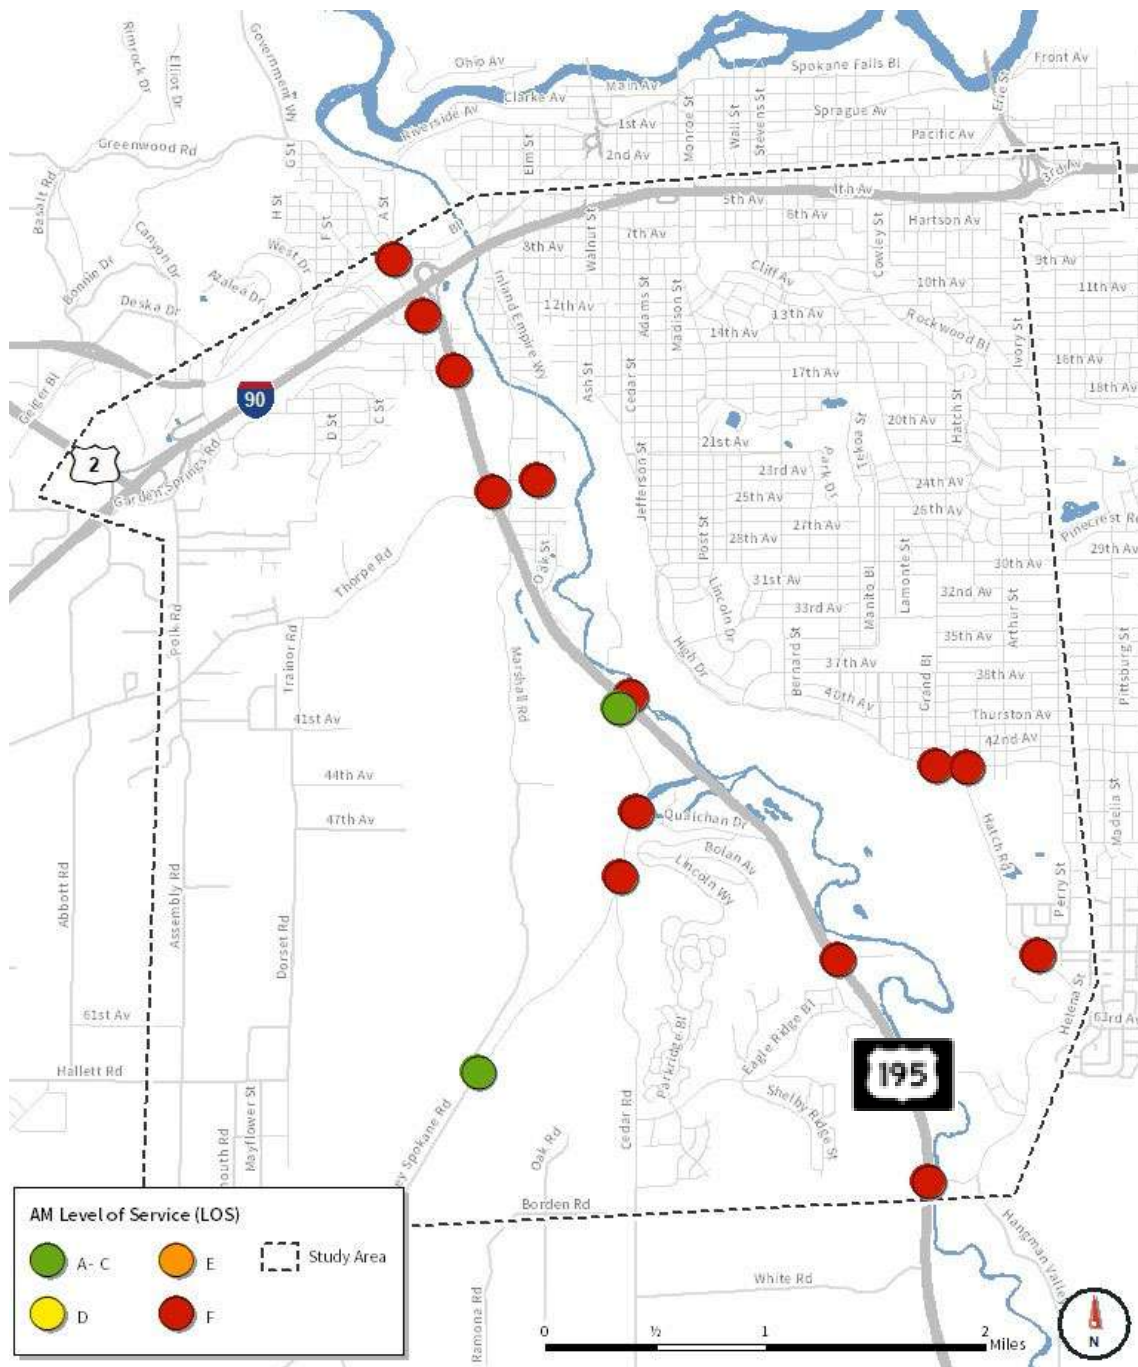 Rimrock Dr
Elliot Dr
Government Wy
Ohio Av
Clarke Av
Main Av
Spokane Falls Bl
Front Av
Effie St
Riverside Av
1st Av
2nd Av
Elm St
Monroe St
Wall St
Stevens St
Sprague Av
Pacific Av
3rd Av
Greenwood Rd
G St
Basalt Rd
H St
F St
A St
4th Av
5th Av
6th Av
7th Av
8th Av
Hartson Av
Walnut St
Cowley St
9th Av
Canyon Dr
West Dr
Bonnie Dr
Azalea Dr
Deska Dr
Inland Empire Wy
12th Av
Adams St
Madison St
Cliff Av
13th Av
14th Av
10th Av
11th Av
Rockwood Bl
Ivory St
16th Av
17th Av
18th Av
Geiger Bl
90
2
Garden Springs Rd
D St
C St
Ash St
Cedar St
Jefferson St
20th Av
21st Av
Hatch St
Tekoa St
Park Dr
23rd Av
24th Av
25th Av
26th Av
27th Av
28th Av
29th Av
Pinecrest Rd
Post St
30th Av
31st Av
32nd Av
33rd Av
35th Av
37th Av
38th Av
Manito Bl
Lamonte St
Arthur St
Pittsburg St
Thorpe Rd
Oak St
Polk Rd
Trainor Rd
Marshall Rd
Lincoln Dr
High Dr
Bernard St
40th Av
Grand Bl
Thurston Av
42nd Av
41st Av
44th Av
47th Av
Qualchan Dr
Bolan Av
Lincoln Wy
Hatch Rd
Madelia St
Perry St
Abbott Rd
Assembly Rd
Dorset Rd
61st Av
Hallett Rd
Mayflower St
Eagle Ridge Bl
Parkridge Bl
Shelby Ridge St
Helena St
63rd Av
195
Cedar Rd
Oak Rd
Borden Rd
White Rd
Ramona Rd
AM Level of Service (LOS)
A- C
E
Study Area
D
F
0
½
1
2
Miles
N